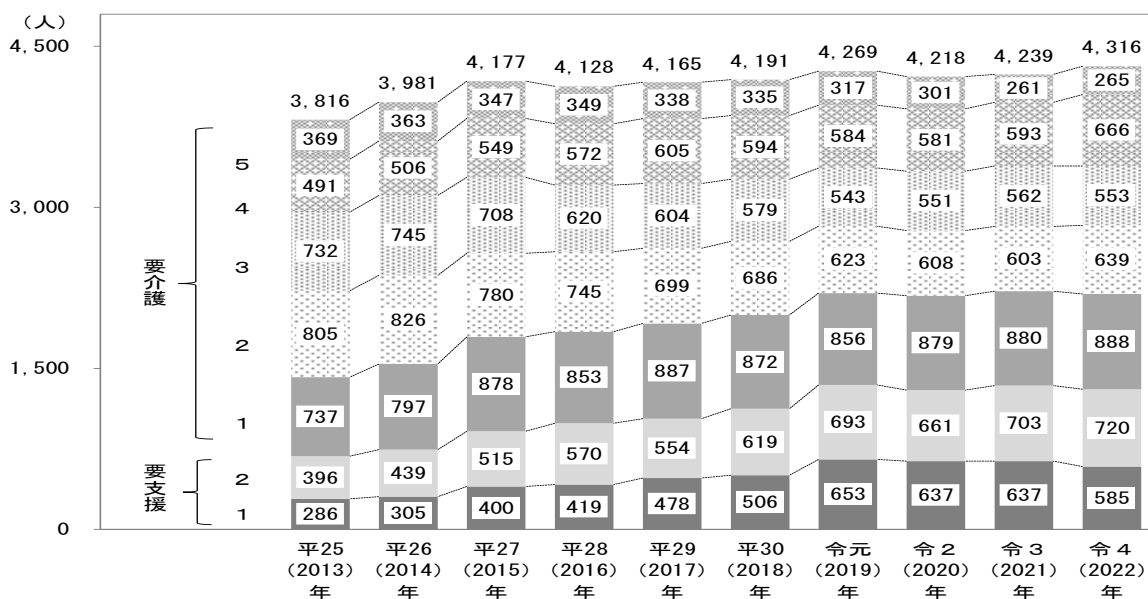 （人）
4,500
3,000
1,500
0
要介護
5
4
3
2
1
要支援
2
1
3,816 3,981 4,177 4,128 4,165 4,191 4,269 4,218 4,239 4,316
369 363 347 349 338 335 317 301 261 265
491 506 549 572 605 594 584 581 593 666
732 745 708 620 604 579 543 551 562 553
805 826 780 745 699 686 623 608 603 639
737 797 878 853 887 872 856 879 880 888
396 439 515 570 554 619 693 661 703 720
286 305 400 419 478 506 653 637 637 585
平25 平26 平27 平28 平29 平30 令元 令２ 令３ 令４
（2013） （2014） （2015） （2016） （2017） （2018） （2019） （2020） （2021） （2022）
年 年 年 年 年 年 年 年 年 年